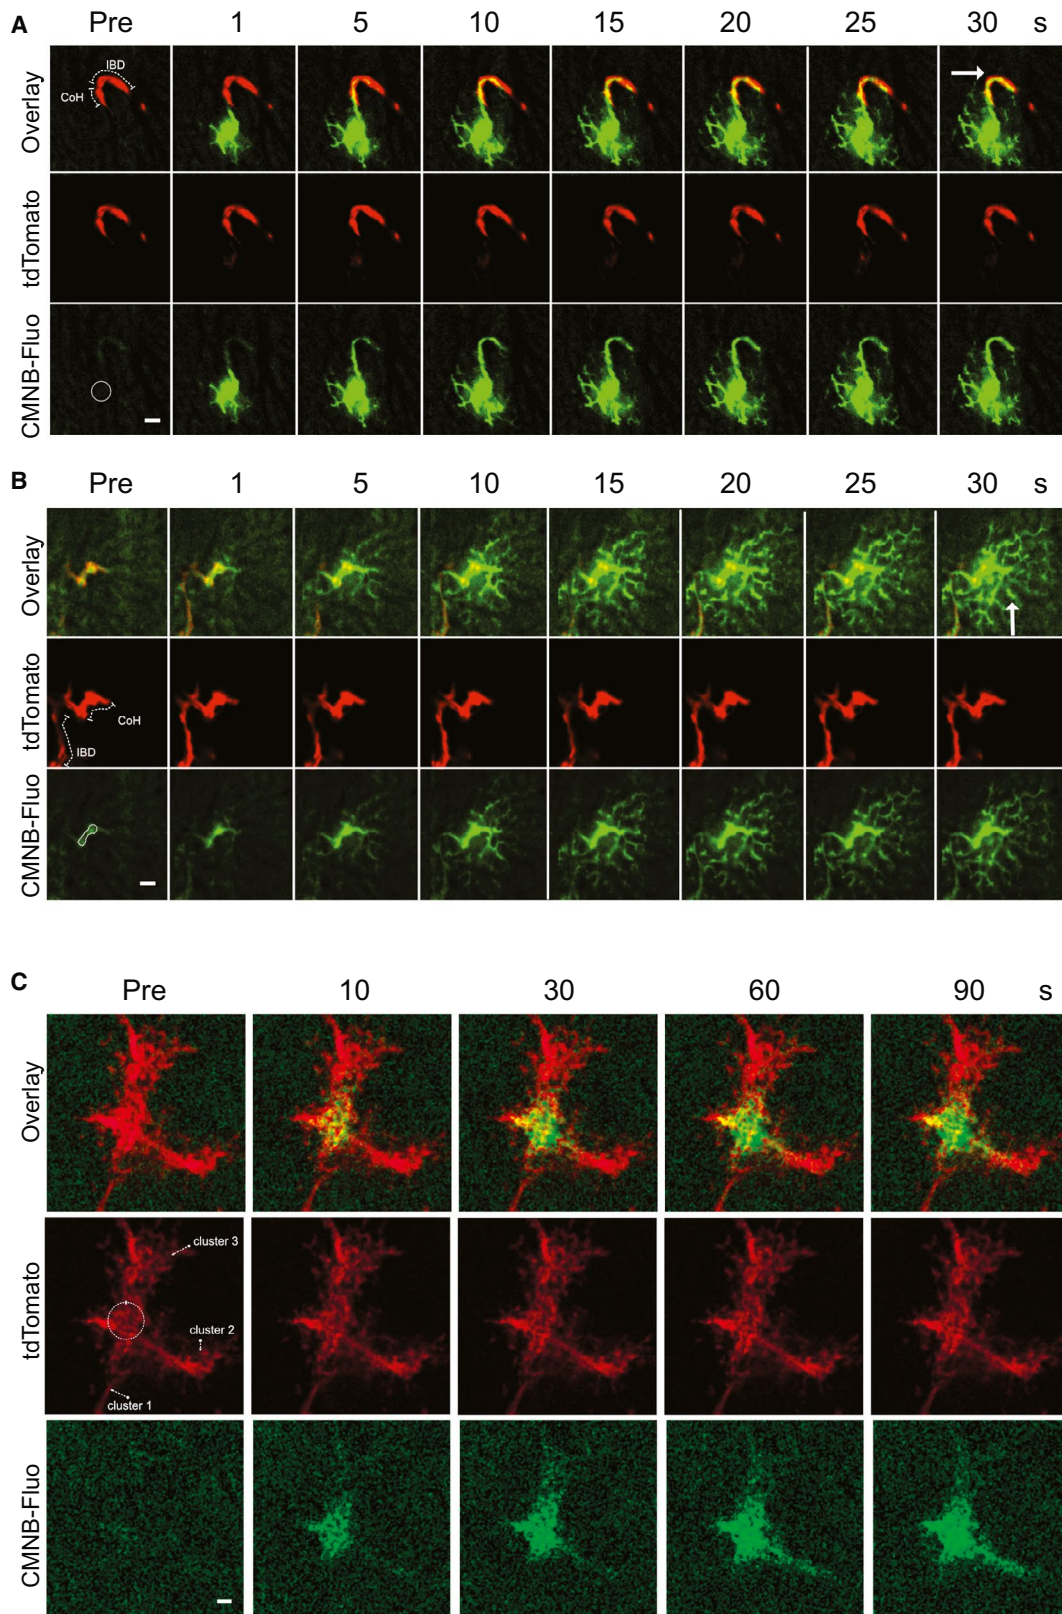 A
Pre 1 5 10 15 20 25 30 s
Overlay
IBD
CoH
tdTomato
CMNB-Fluo
B
Pre 1 5 10 15 20 25 30 s
Overlay
tdTomato
CoH
IBD
CMNB-Fluo
C
Pre 10 30 60 90 s
Overlay
tdTomato
cluster 3
cluster 2
cluster 1
CMNB-Fluo